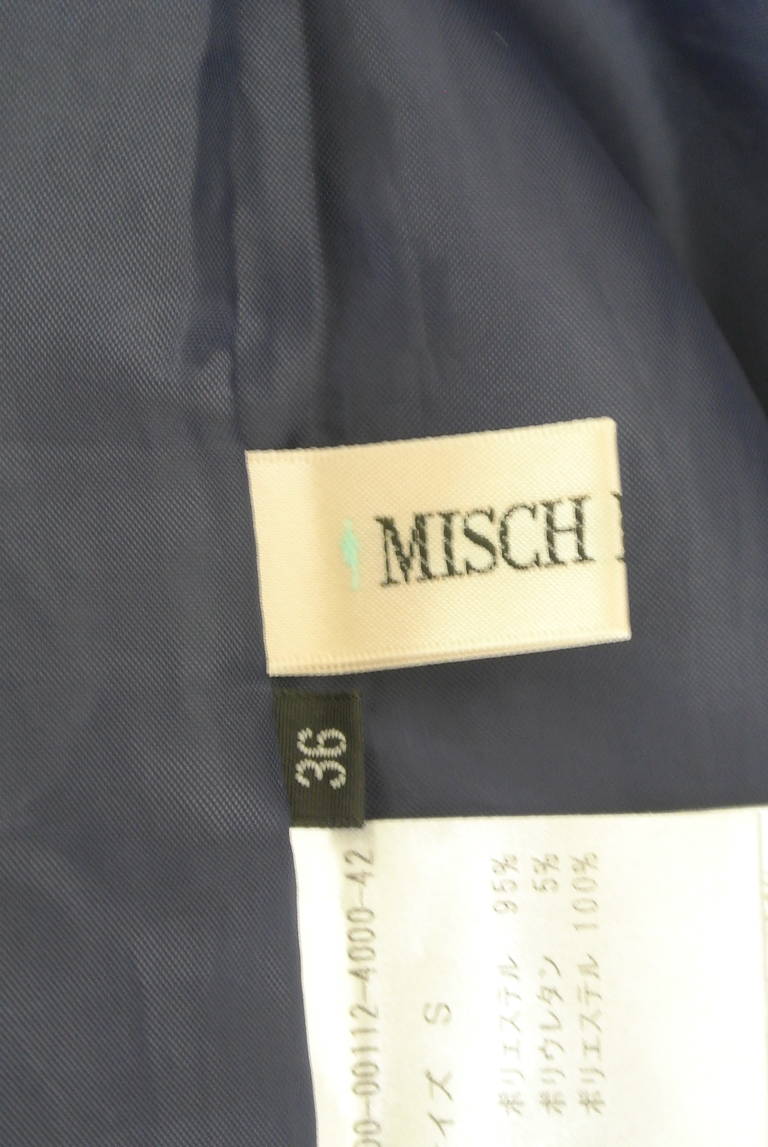 MISCH
36
00-00112-4000-42
イズ S
ポリエステル 95%
ポリウレタン 5%
ポリエステル 100%